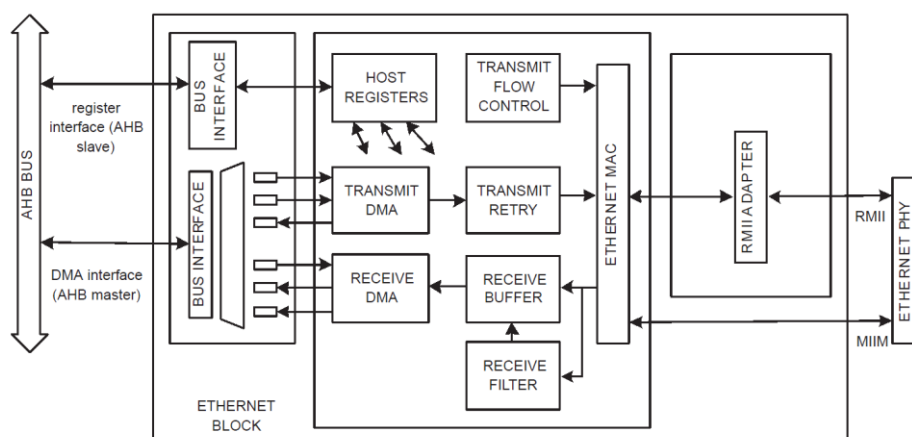 AHB BUS
register
interface (AHB
slave)
DMA interface
(AHB master)
BUS
INTERFACE
BUS INTERFACE
ETHERNET
BLOCK
HOST
REGISTERS
TRANSMIT
FLOW
CONTROL
TRANSMIT
DMA
TRANSMIT
RETRY
RECEIVE
DMA
RECEIVE
BUFFER
RECEIVE
FILTER
ETHERNET MAC
RMII ADAPTER
RMII
MIIM
ETHERNET PHY